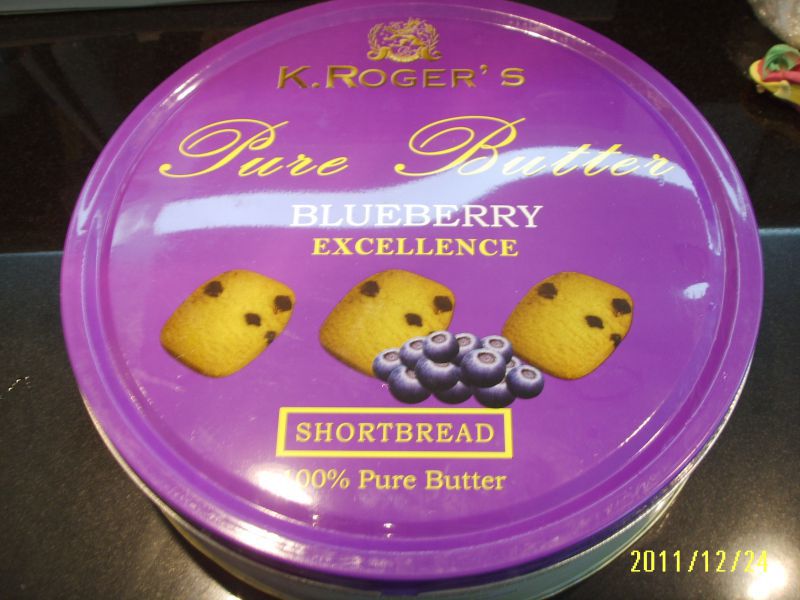 K.ROGER'S
Pure Butter
BLUEBERRY
EXCELLENCE
SHORTBREAD
100% Pure Butter
2011/12/24